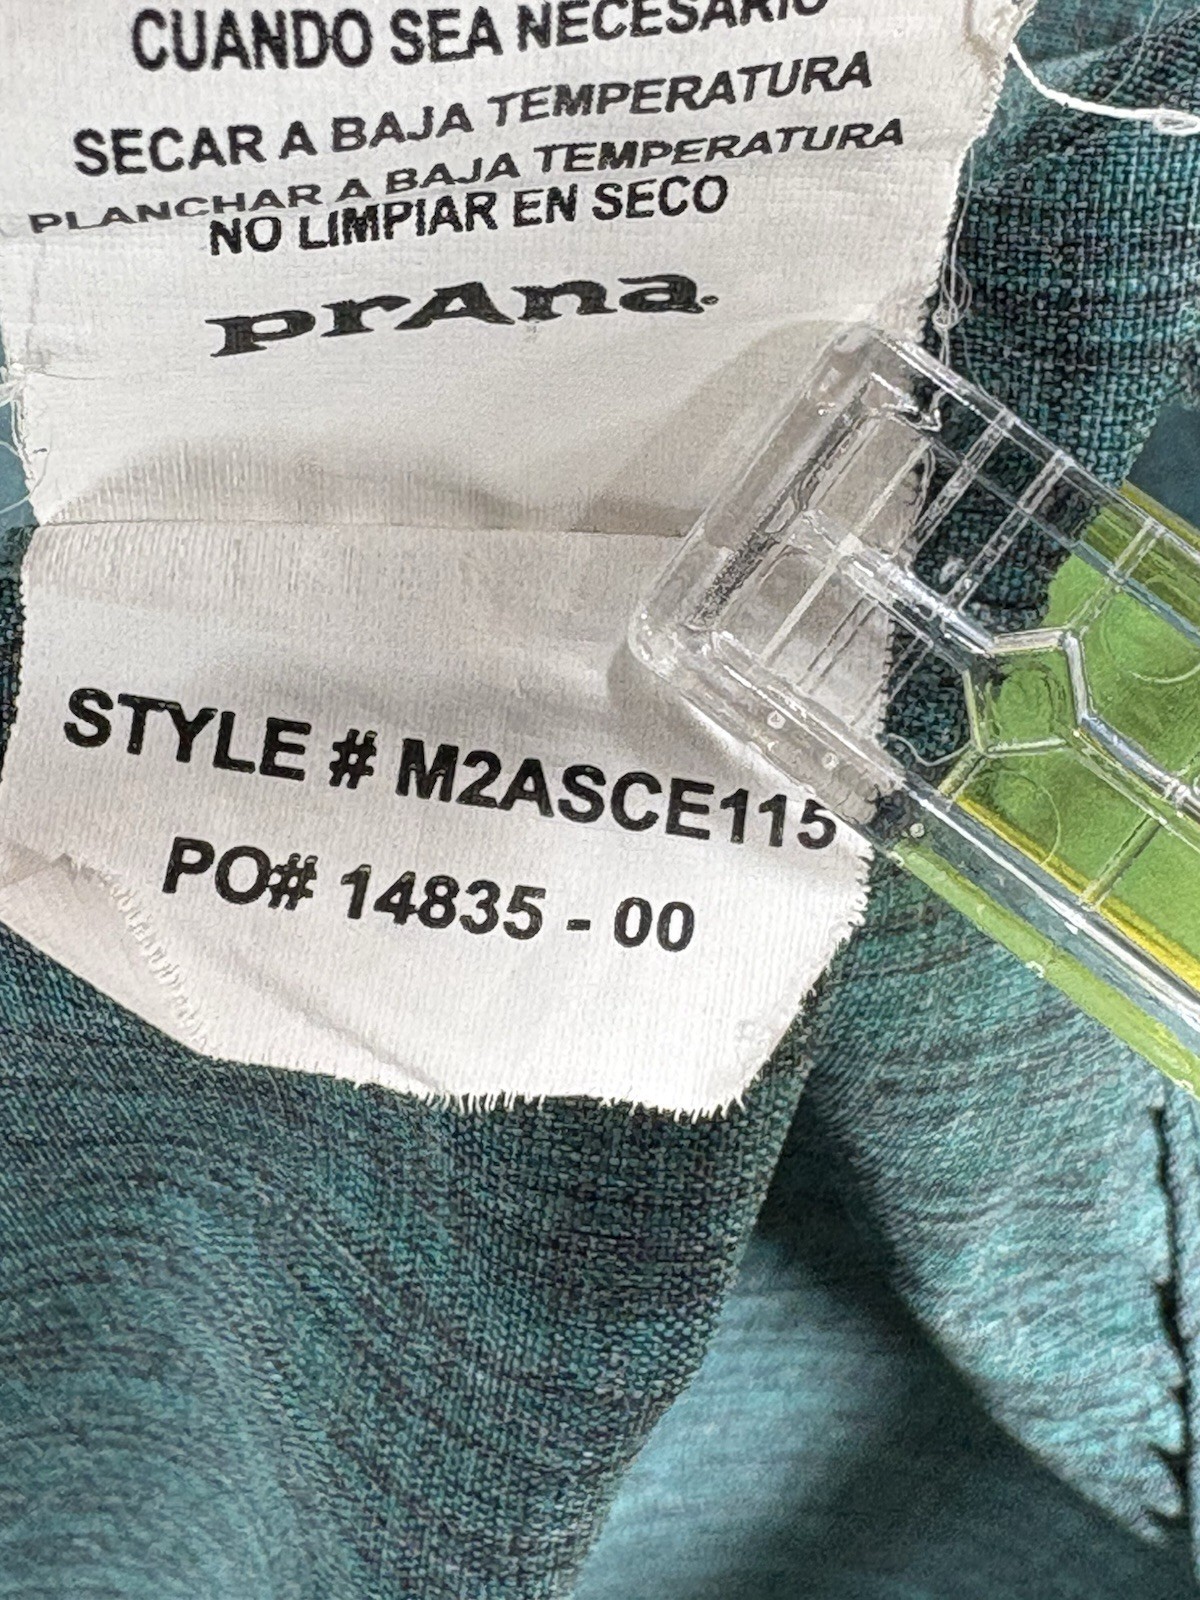 CUANDO SEA NECESARIO
SECAR A BAJA TEMPERATURA
PLANCHAR A BAJA TEMPERATURA
NO LIMPIAR EN SECO
prAna
STYLE # M2ASCE115
PO# 14835 - 00